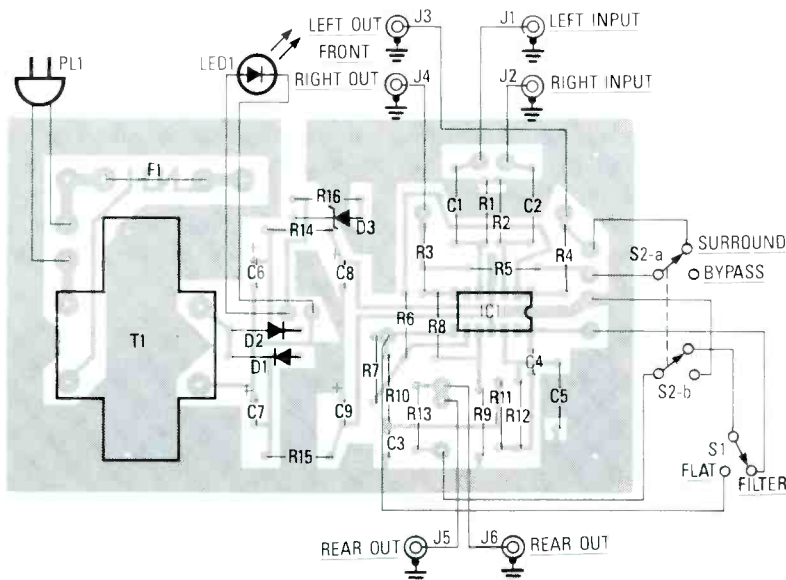 LEFT OUT J3 J1 LEFT INPUT
PL1 LED1 FRONT
RIGHT OUT J4 J2 RIGHT INPUT
F1
R16 C1 R1 C2
D3 R2
R14 R3 R4 S2-a SURROUND
C6 C8 R5 BYPASS
R6 R8 IC1
T1 D2
D1 R7 C4 S2-b
C7 C9 R10 R13 R9 R11 R12 C5
C3 S1
R15 FLAT FILTER
REAR OUT J5 J6 REAR OUT